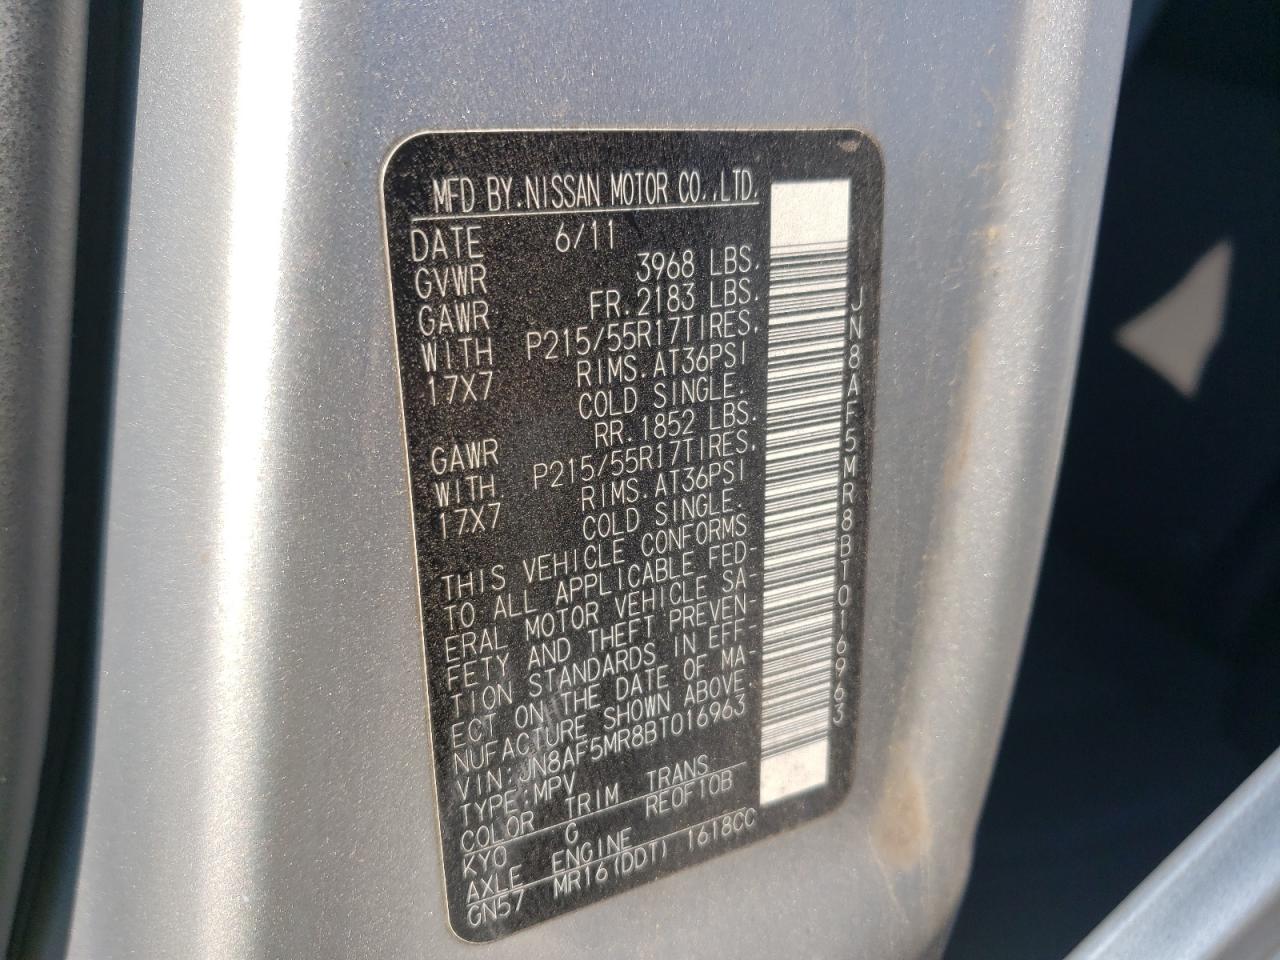 MFD BY.NISSAN MOTOR CO.,LTD.
DATE 6/11
GVWR 3968 LBS.
GAWR FR.2183 LBS.
WITH P215/55R17TIRES.
17X7 RIMS.AT36PSI
COLD SINGLE.
GAWR RR.1852 LBS.
WITH P215/55R17TIRES.
17X7 RIMS.AT36PSI
COLD SINGLE.
THIS VEHICLE CONFORMS
TO ALL APPLICABLE FED-
ERAL MOTOR VEHICLE SA-
FETY AND THEFT PREVEN-
TION STANDARDS IN EFF-
ECT ON THE DATE OF MA-
NUFACTURE SHOWN ABOVE.
VIN:JN8AF5MR8BT016963
TYPE:MPV
COLOR TRIM TRANS
KYO G REOF10B
AXLE ENGINE
GN57 MR16(DDT) 1618CC
JN8AF5MR8BT016963